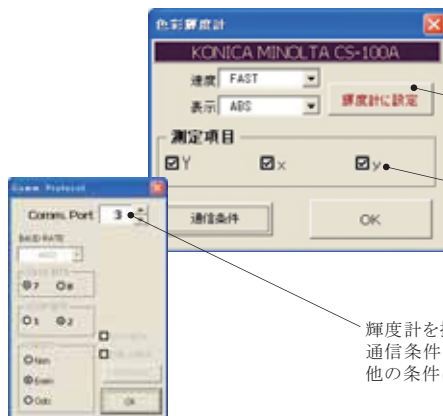 色彩輝度計
KONICA MINOLTA CS-100A
速度 FAST
表示 ABS
輝度計に設定
測定項目
Y x y
通信条件 OK
Comm. Protocol
Comm. Port 3
BAUD RATE
7 8
1 2
Non
Even
Odd
OK
輝度計を
通信条件
他の条件